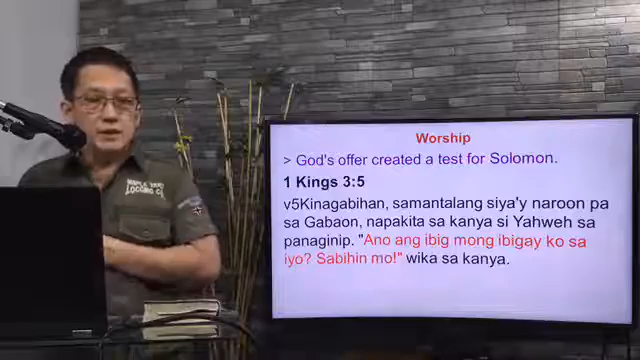 Worship
> God's offer created a test for Solomon.
1 Kings 3:5
v5Kinagabihan, samantalang siya'y naroon pa
sa Gabaon, napakita sa kanya si Yahweh sa
panaginip. "Ano ang ibig mong ibigay ko sa
iyo? Sabihin mo!" wika sa kanya.